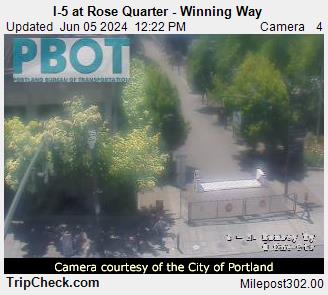 I-5 at Rose Quarter - Winning Way
Updated Jun 05 2024 12:22 PM Camera 4
PBOT
PORTLAND BUREAU OF TRANSPORTATION
Camera courtesy of the City of Portland
TripCheck.com Milepost302.00